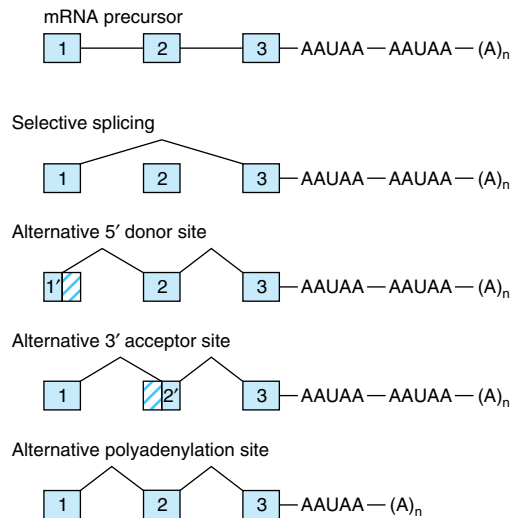 mRNA precursor
1 2 3 — AAUAA — AAUAA — (A)n
Selective splicing
1 2 3 — AAUAA — AAUAA — (A)n
Alternative 5′ donor site
1′ 2 3 — AAUAA — AAUAA — (A)n
Alternative 3′ acceptor site
1 2′ 3 — AAUAA — AAUAA — (A)n
Alternative polyadenylation site
1 2 3 — AAUAA — (A)n